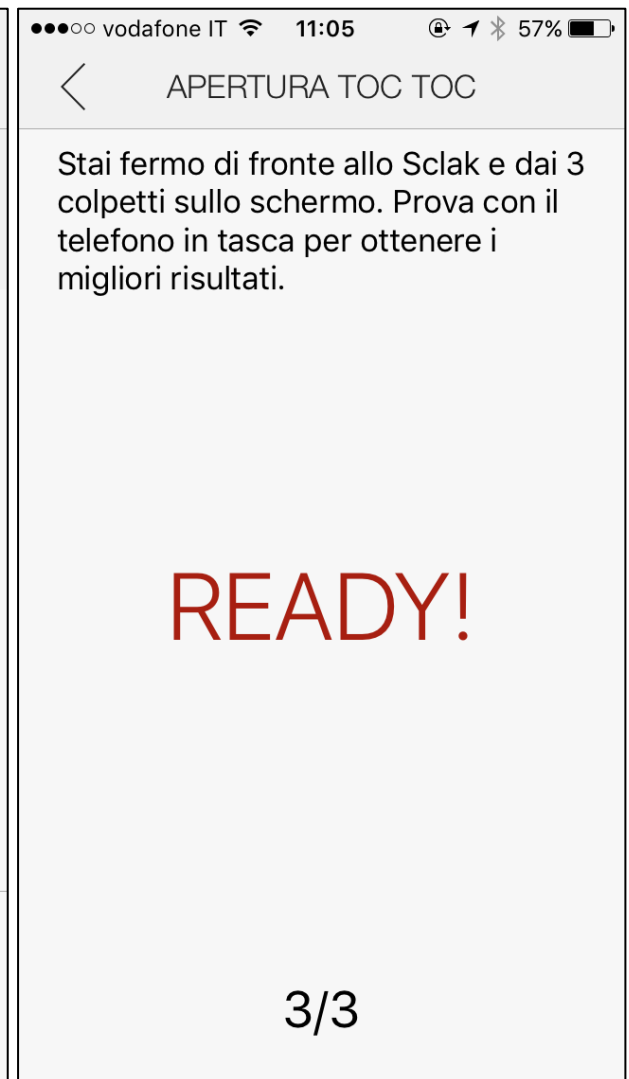 vodafone IT 11:05 57%
APERTURA TOC TOC
Stai fermo di fronte allo Sclak e dai 3
colpetti sullo schermo. Prova con il
telefono in tasca per ottenere i
migliori risultati.
READY!
3/3